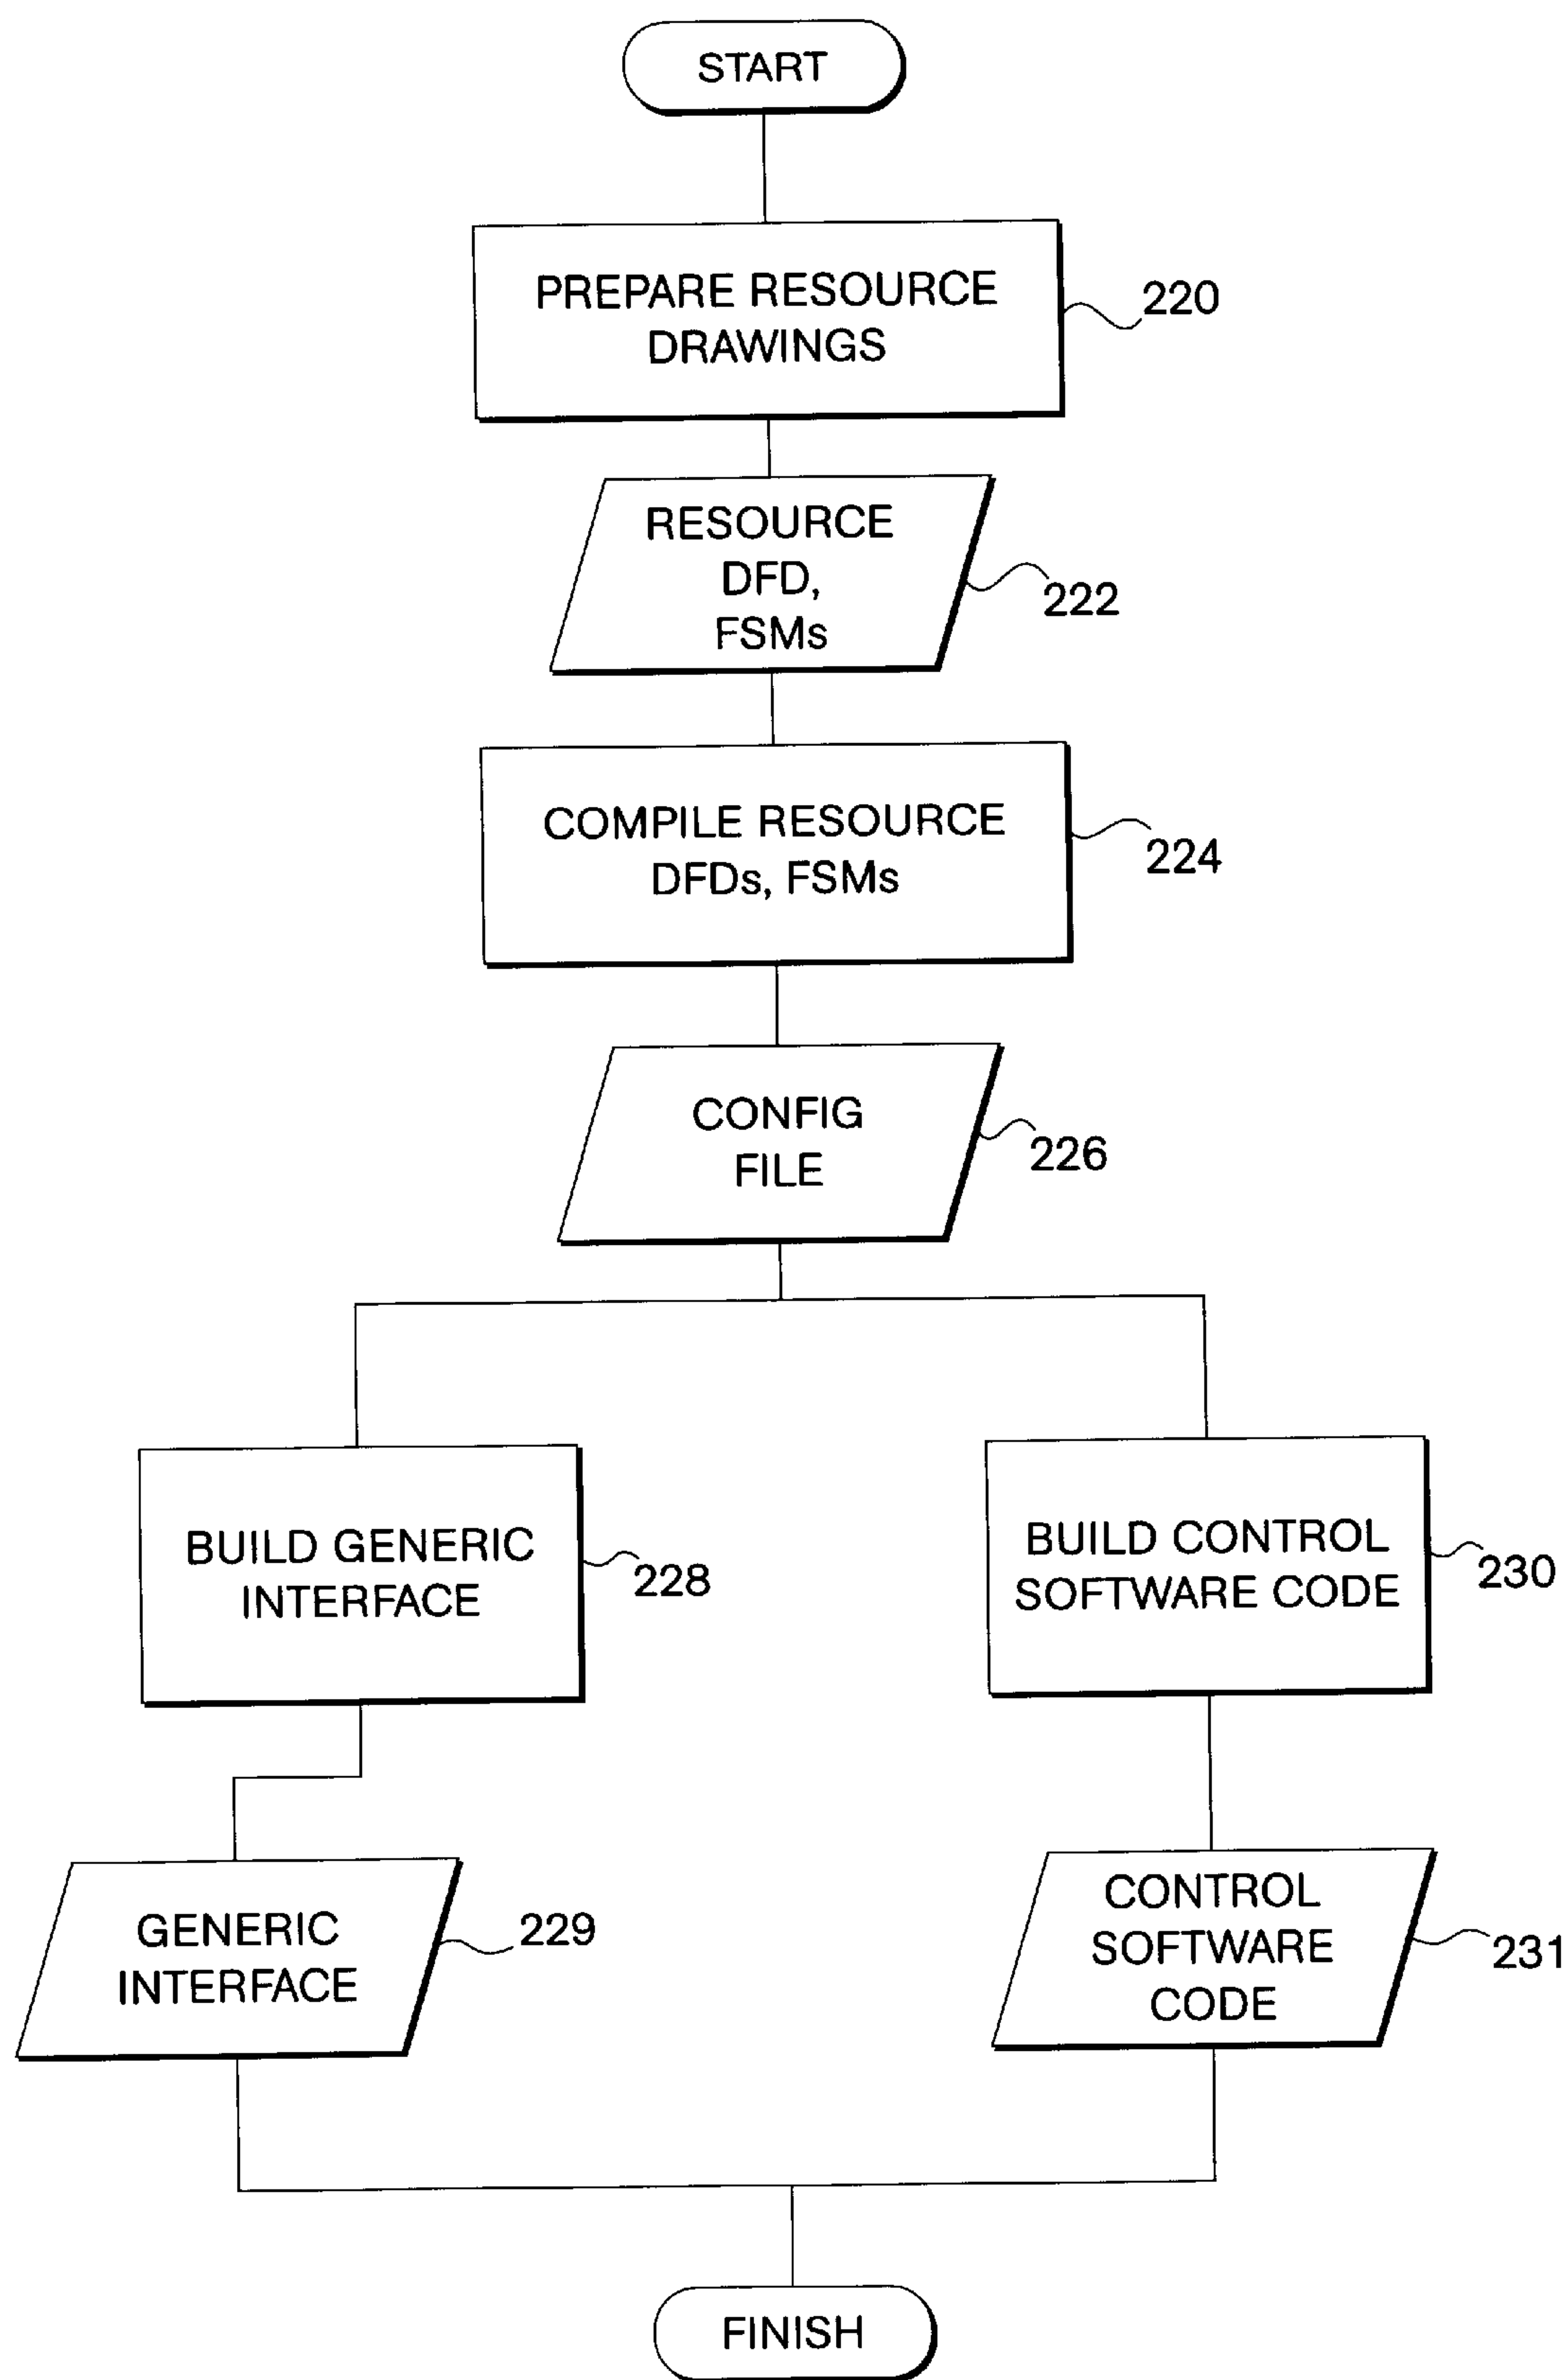 START
PREPARE RESOURCE
DRAWINGS
220
RESOURCE
DFD,
FSMs
222
COMPILE RESOURCE
DFDs, FSMs
224
CONFIG
FILE
226
BUILD GENERIC
INTERFACE
228
BUILD CONTROL
SOFTWARE CODE
230
GENERIC
INTERFACE
229
CONTROL
SOFTWARE
CODE
231
FINISH